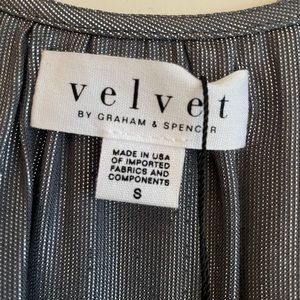 velvet
BY GRAHAM & SPENCER
MADE IN USA
OF IMPORTED
FABRICS AND
COMPONENTS
S